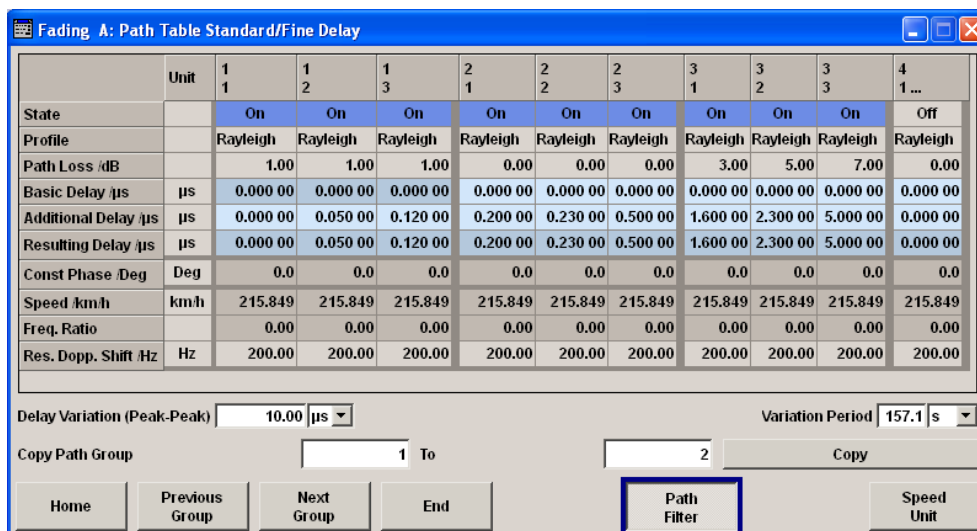 Fading A: Path Table Standard/Fine Delay
Unit 1 1 1 2 2 2 3 3 3 4
1 2 3 1 2 3 1 2 3 1 ...
State On On On On On On On On On Off
Profile Rayleigh Rayleigh Rayleigh Rayleigh Rayleigh Rayleigh Rayleigh Rayleigh Rayleigh Rayleigh
Path Loss /dB 1.00 1.00 1.00 0.00 0.00 0.00 3.00 5.00 7.00 0.00
Basic Delay /µs µs 0.000 00 0.000 00 0.000 00 0.000 00 0.000 00 0.000 00 0.000 00 0.000 00 0.000 00 0.000 00
Additional Delay /µs µs 0.000 00 0.050 00 0.120 00 0.200 00 0.230 00 0.500 00 1.600 00 2.300 00 5.000 00 0.000 00
Resulting Delay /µs µs 0.000 00 0.050 00 0.120 00 0.200 00 0.230 00 0.500 00 1.600 00 2.300 00 5.000 00 0.000 00
Const Phase /Deg Deg 0.0 0.0 0.0 0.0 0.0 0.0 0.0 0.0 0.0 0.0
Speed /km/h km/h 215.849 215.849 215.849 215.849 215.849 215.849 215.849 215.849 215.849 215.849
Freq. Ratio 0.00 0.00 0.00 0.00 0.00 0.00 0.00 0.00 0.00 0.00
Res. Dopp. Shift /Hz Hz 200.00 200.00 200.00 200.00 200.00 200.00 200.00 200.00 200.00 200.00
Delay Variation (Peak-Peak) 10.00 µs Variation Period 157.1 s
Copy Path Group 1 To 2 Copy
Home Previous Group Next Group End Path Filter Speed Unit